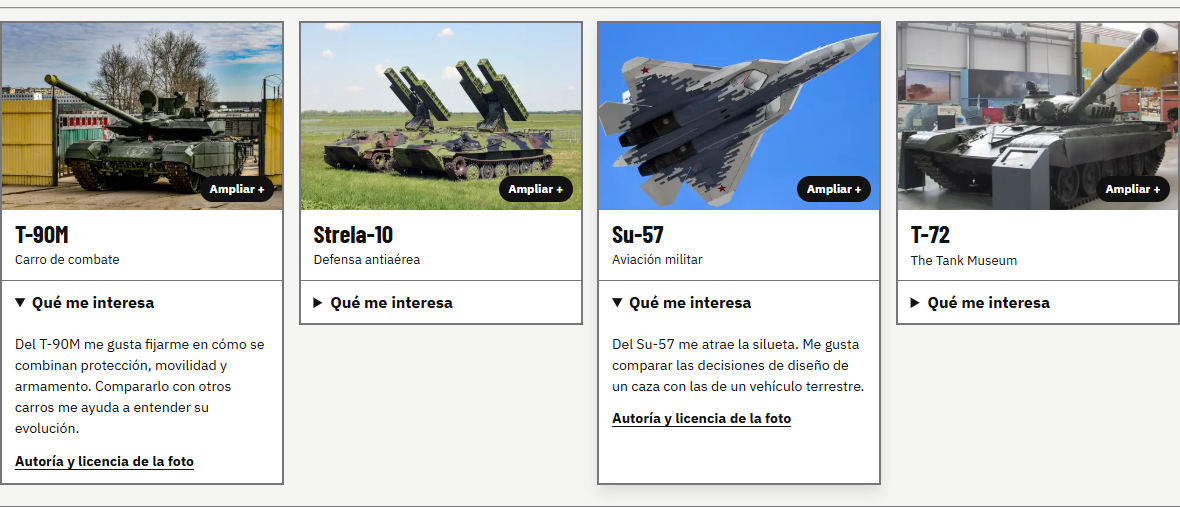 Ampliar +
Ampliar +
Ampliar +
Ampliar +
T-90M
Carro de combate
▼ Qué me interesa
Del T-90M me gusta fijarme en cómo se
combinan protección, movilidad y
armamento. Compararlo con otros
carros me ayuda a entender su
evolución.
Autoría y licencia de la foto
Strela-10
Defensa antiaérea
▶ Qué me interesa
Su-57
Aviación militar
▼ Qué me interesa
Del Su-57 me atrae la silueta. Me gusta
comparar las decisiones de diseño de
un caza con las de un vehículo terrestre.
Autoría y licencia de la foto
T-72
The Tank Museum
▶ Qué me interesa